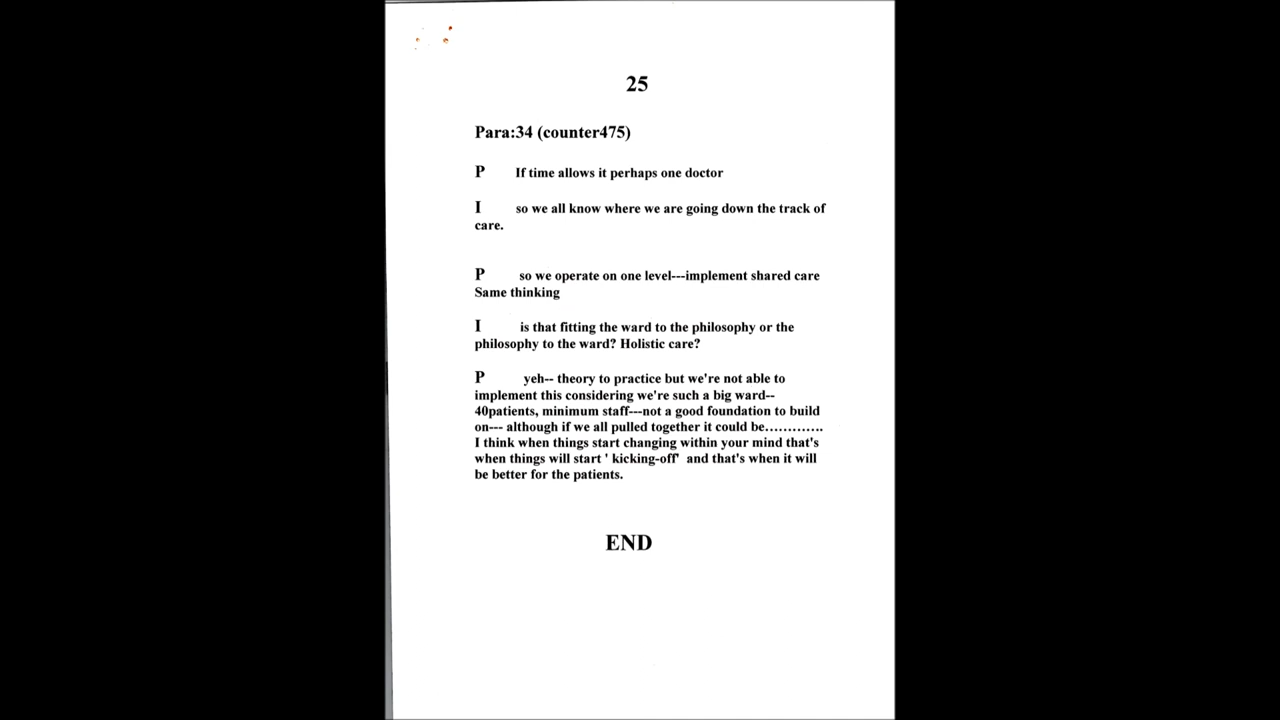 25
Para:34 (counter475)
P If time allows it perhaps one doctor
I so we all know where we are going down the track of
care.
P so we operate on one level---implement shared care
Same thinking
I is that fitting the ward to the philosophy or the
philosophy to the ward? Holistic care?
P yeh-- theory to practice but we're not able to
implement this considering we're such a big ward--
40patients, minimum staff---not a good foundation to build
on--- although if we all pulled together it could be.............
I think when things start changing within your mind that's
when things will start ' kicking-off' and that's when it will
be better for the patients.
END